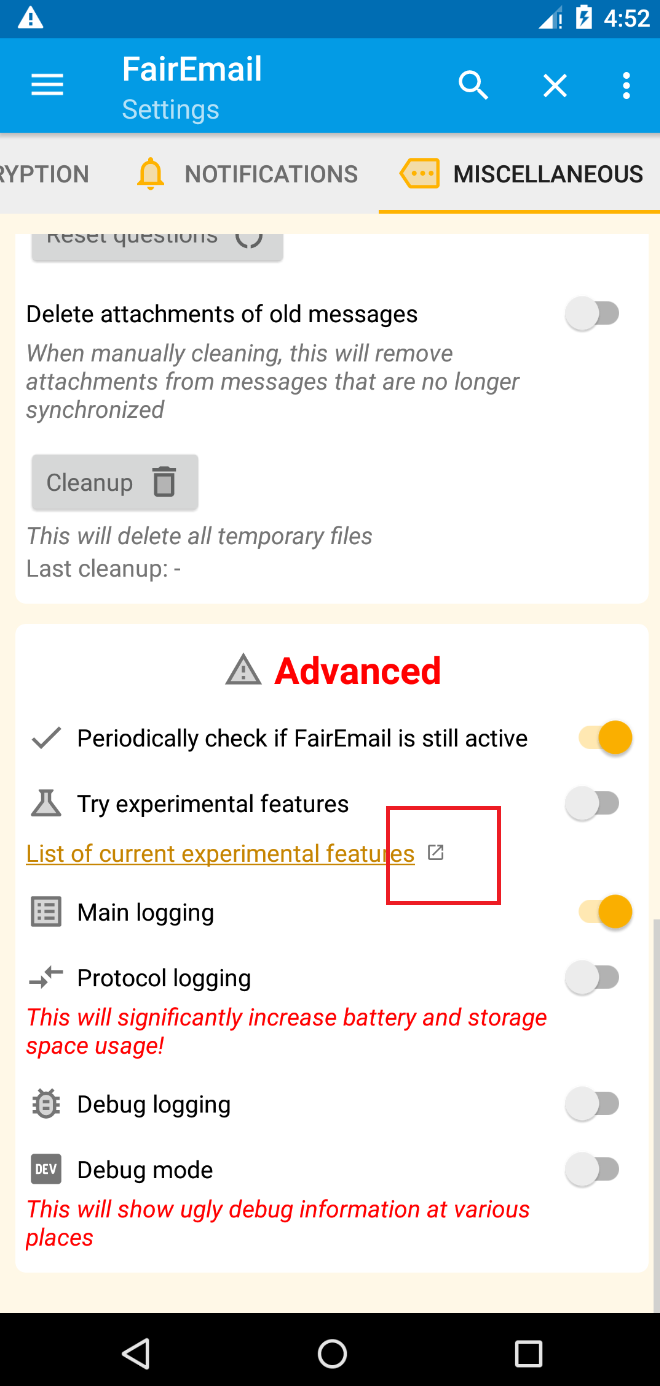 4:52
FairEmail
Settings
RYPTION
NOTIFICATIONS
MISCELLANEOUS
Reset questions
Delete attachments of old messages
When manually cleaning, this will remove
attachments from messages that are no longer
synchronized
Cleanup
This will delete all temporary files
Last cleanup: -
Advanced
Periodically check if FairEmail is still active
Try experimental features
List of current experimental features
Main logging
Protocol logging
This will significantly increase battery and storage
space usage!
Debug logging
DEV
Debug mode
This will show ugly debug information at various
places